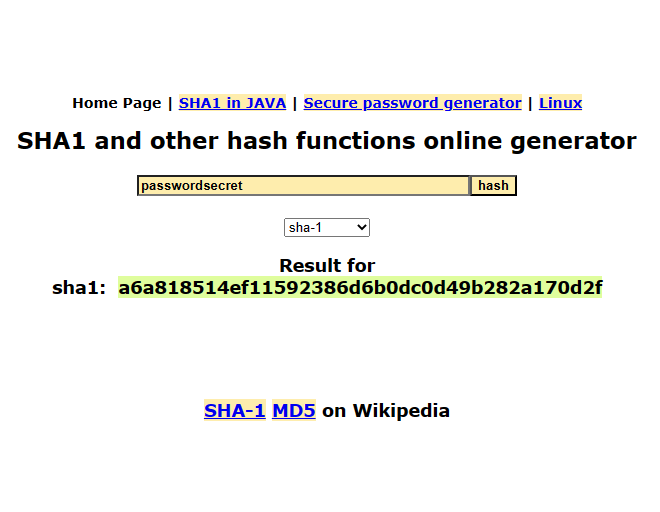 Home Page | SHA1 in JAVA | Secure password generator | Linux
SHA1 and other hash functions online generator
passwordsecret hash
sha-1
Result for
sha1: a6a818514ef11592386d6b0dc0d49b282a170d2f
SHA-1 MD5 on Wikipedia